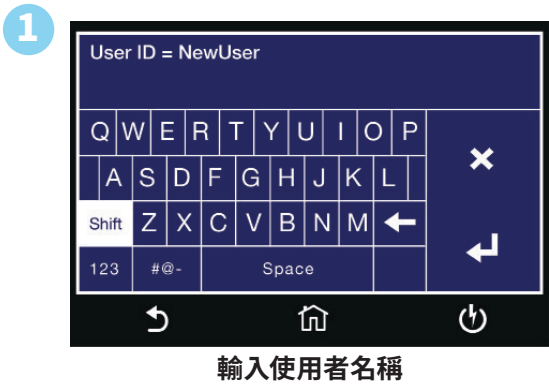 1
User ID = NewUser
Q W E R T Y U I O P
A S D F G H J K L
Shift Z X C V B N M
123 #@- Space
輸入使用者名稱